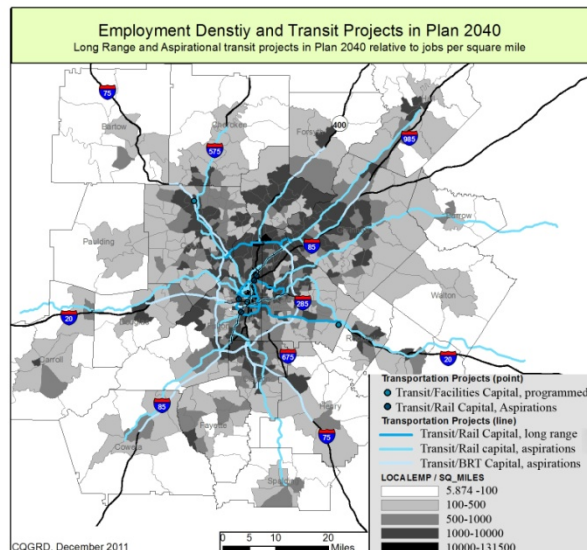 Employment Denstiy and Transit Projects in Plan 2040
Long Range and Aspirational transit projects in Plan 2040 relative to jobs per square mile
75
Bartow
Cherokee
575
Forsyth
400
985
Barrow
Paulding
85
Walton
20
285
Douglas
20
Carroll
675
85
Fayette
Henry
75
Coweta
Spalding
Transportation Projects (point)
Transit/Facilities Capital, programmed
Transit/Rail Capital, Aspirations
Transportation Projects (line)
Transit/Rail Capital, long range
Transit/Rail capital, aspirations
Transit/BRT Capital, aspirations
LOCALEMP / SQ_MILES
5.874 -100
100-500
500-1000
1000-10000
10000-131500
CQGRD, December 2011
0 5 10 20
Miles